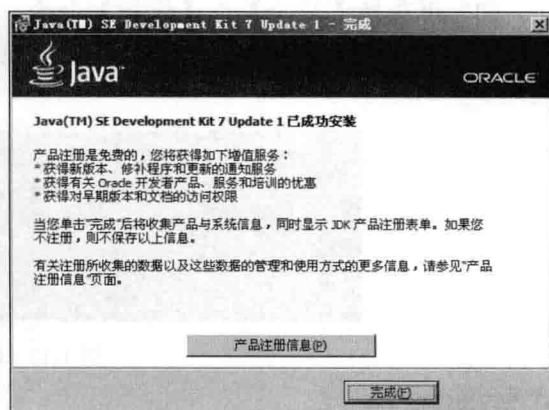 Java(TM) SE Development Kit 7 Update 1 - 完成
Java™
ORACLE
Java(TM) SE Development Kit 7 Update 1 已成功安装
产品注册是免费的，您将获得如下增值服务：
* 获得新版本、修补程序和更新的通知服务
* 获得有关 Oracle 开发者产品、服务和培训的优惠
* 获得对早期版本和文档的访问权限
当您单击“完成”后将收集产品与系统信息，同时显示 JDK 产品注册表单。如果您
不注册，则不保存以上信息。
有关注册所收集的数据以及这些数据的管理和使用方式的更多信息，请参见“产品
注册信息”页面。
产品注册信息(P)
完成(F)